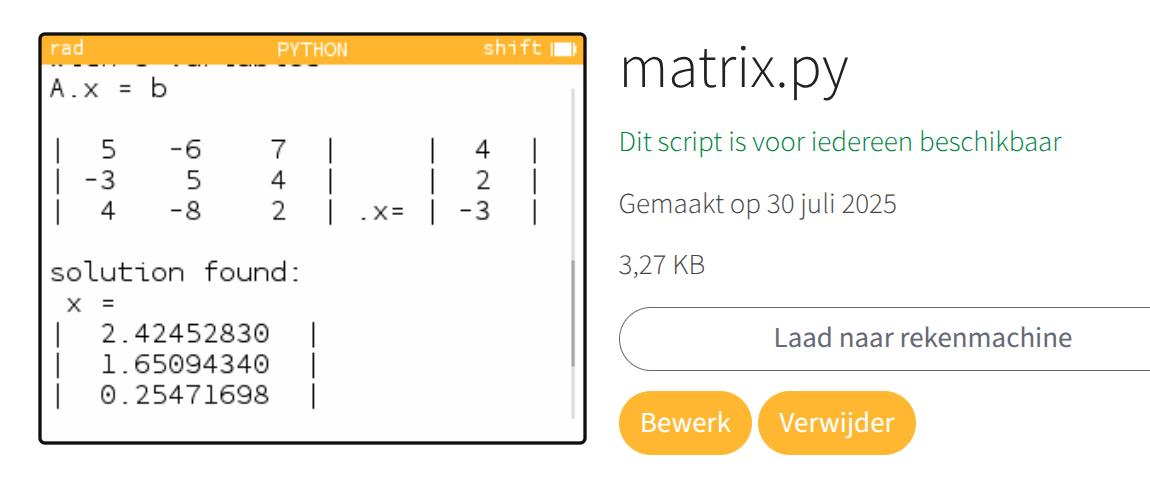 rad PYTHON shift
A.x = b
| 5 -6 7 | | 4 |
| -3 5 4 | | 2 |
| 4 -8 2 | .x= | -3 |
solution found:
x =
| 2.42452830 |
| 1.65094340 |
| 0.25471698 |
matrix.py
Dit script is voor iedereen beschikbaar
Gemaakt op 30 juli 2025
3,27 KB
Laad naar rekenmachine
Bewerk Verwijder